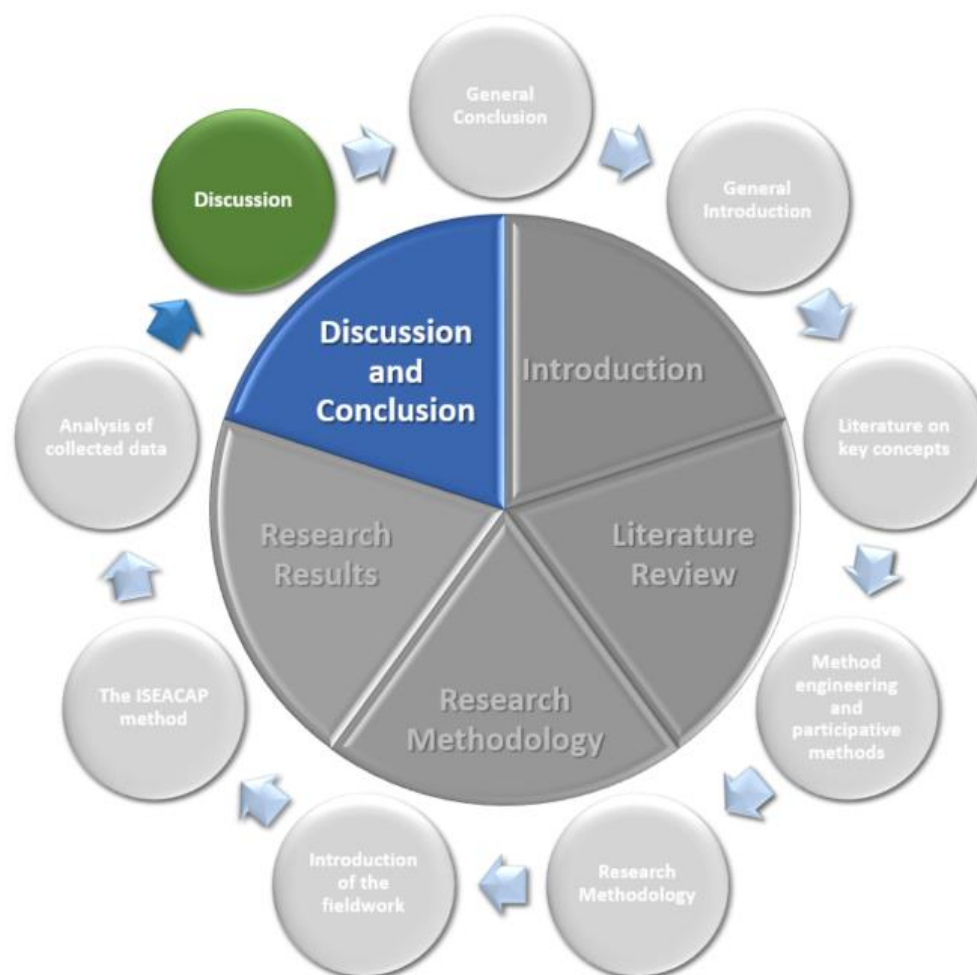 General
Conclusion
General
Introduction
Literature on
key concepts
Method
engineering
and
participative
methods
Research
Methodology
Introduction
of the
fieldwork
The ISEACAP
method
Analysis of
collected data
Discussion
Discussion
and
Conclusion
Introduction
Literature
Review
Research
Methodology
Research
Results